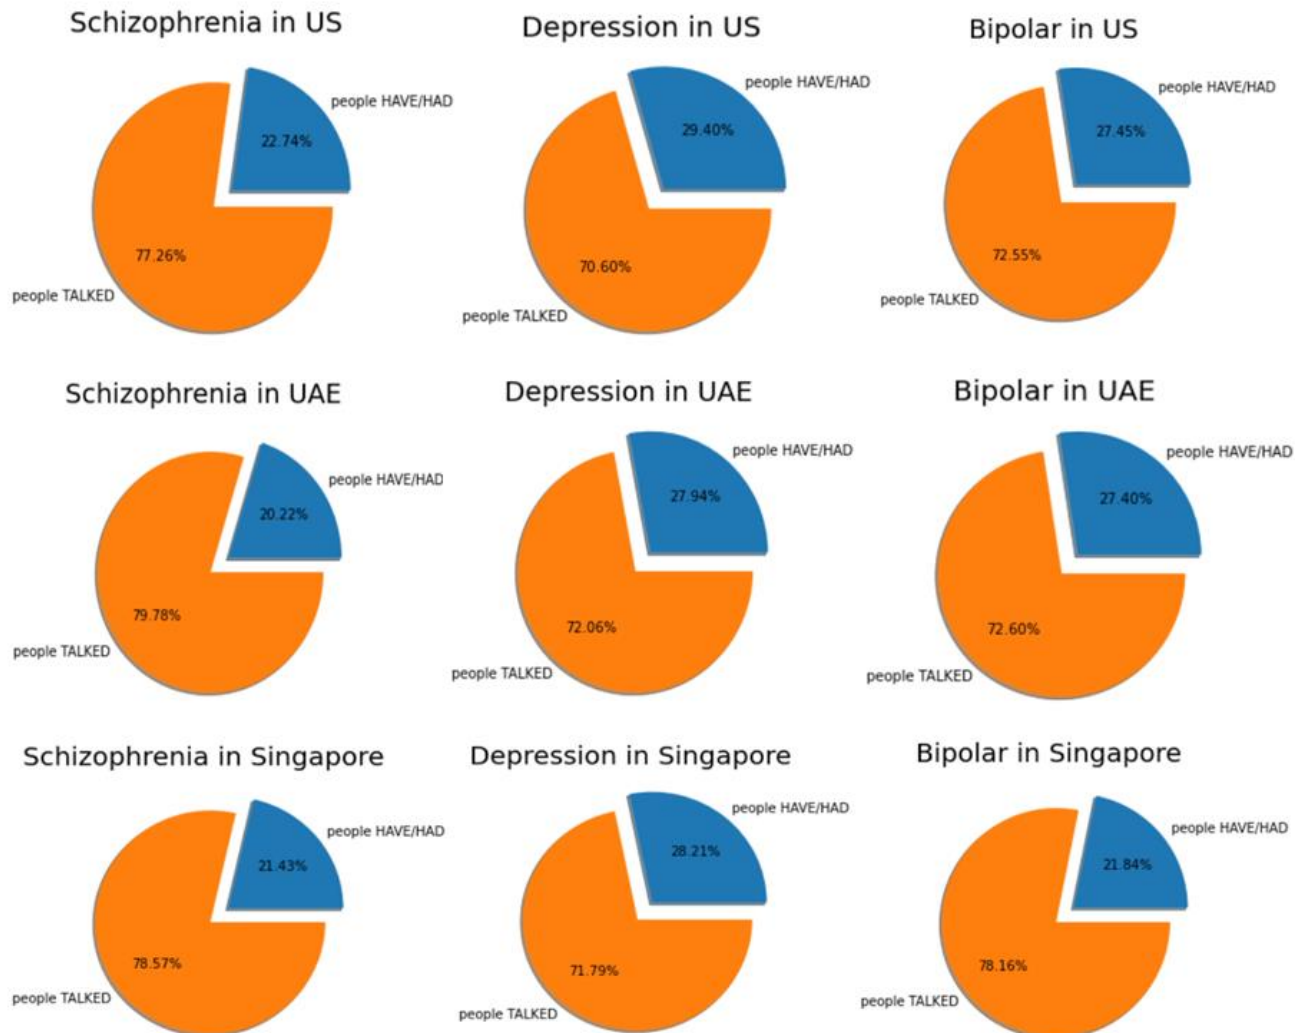 Schizophrenia in US
people HAVE/HAD
22.74%
77.26%
people TALKED
Depression in US
people HAVE/HAD
29.40%
70.60%
people TALKED
Bipolar in US
people HAVE/HAD
27.45%
72.55%
people TALKED
Schizophrenia in UAE
people HAVE/HAD
20.22%
79.78%
people TALKED
Depression in UAE
people HAVE/HAD
27.94%
72.06%
people TALKED
Bipolar in UAE
people HAVE/HAD
27.40%
72.60%
people TALKED
Schizophrenia in Singapore
people HAVE/HAD
21.43%
78.57%
people TALKED
Depression in Singapore
people HAVE/HAD
28.21%
71.79%
people TALKED
Bipolar in Singapore
people HAVE/HAD
21.84%
78.16%
people TALKED